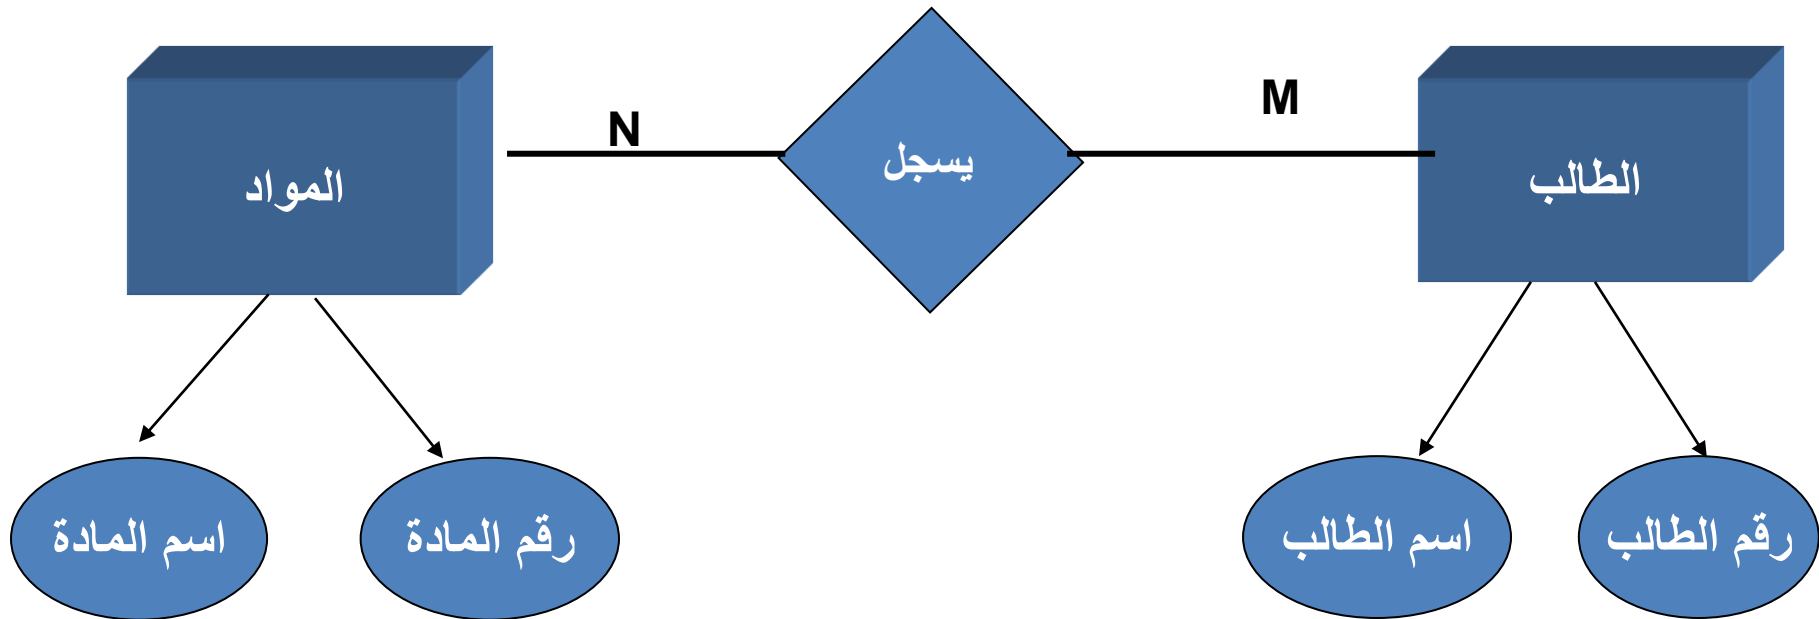 الطالب
M
يسجل
N
المواد
رقم الطالب
اسم الطالب
رقم المادة
اسم المادة